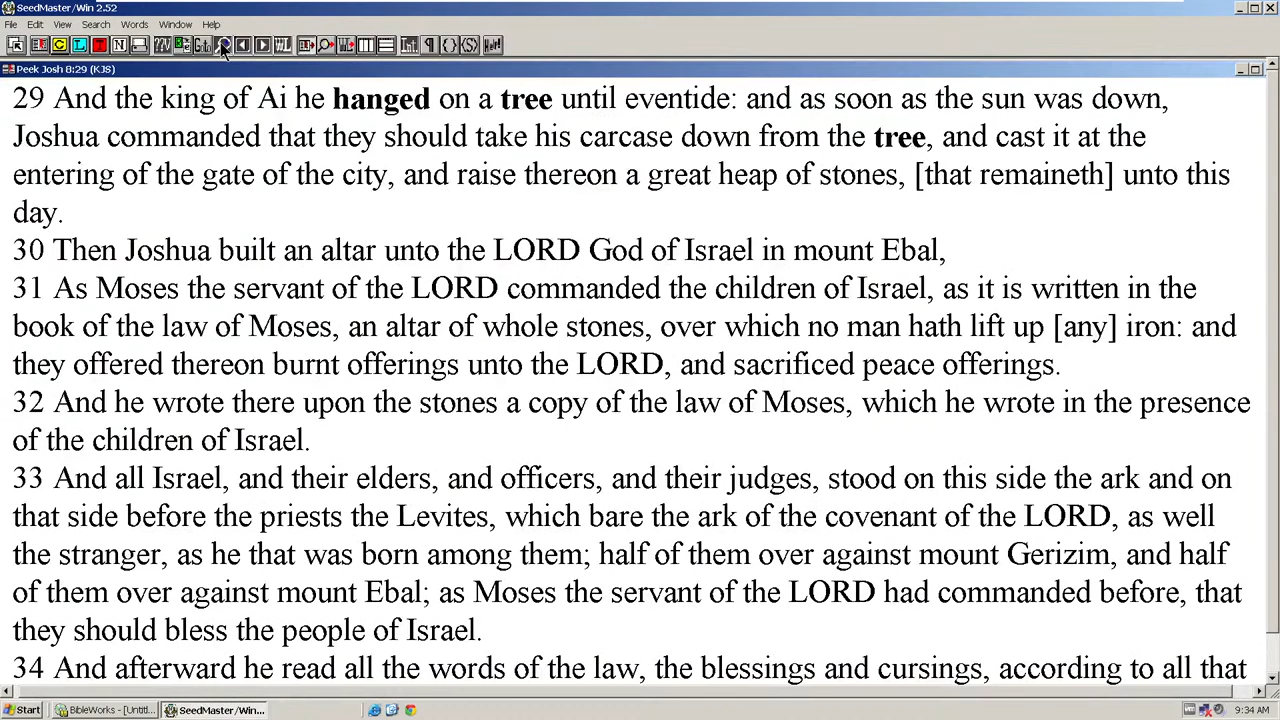 SeedMaster/Win 2.52
File Edit View Search Words Window Help
Peek Josh 8:29 (KJS)
29 And the king of Ai he hanged on a tree until eventide: and as soon as the sun was down,
Joshua commanded that they should take his carcase down from the tree, and cast it at the
entering of the gate of the city, and raise thereon a great heap of stones, [that remaineth] unto this
day.
30 Then Joshua built an altar unto the LORD God of Israel in mount Ebal,
31 As Moses the servant of the LORD commanded the children of Israel, as it is written in the
book of the law of Moses, an altar of whole stones, over which no man hath lift up [any] iron: and
they offered thereon burnt offerings unto the LORD, and sacrificed peace offerings.
32 And he wrote there upon the stones a copy of the law of Moses, which he wrote in the presence
of the children of Israel.
33 And all Israel, and their elders, and officers, and their judges, stood on this side the ark and on
that side before the priests the Levites, which bare the ark of the covenant of the LORD, as well
the stranger, as he that was born among them; half of them over against mount Gerizim, and half
of them over against mount Ebal; as Moses the servant of the LORD had commanded before, that
they should bless the people of Israel.
34 And afterward he read all the words of the law, the blessings and cursings, according to all that
Start BibleWorks - [Untitl... SeedMaster/Win... 9:34 AM